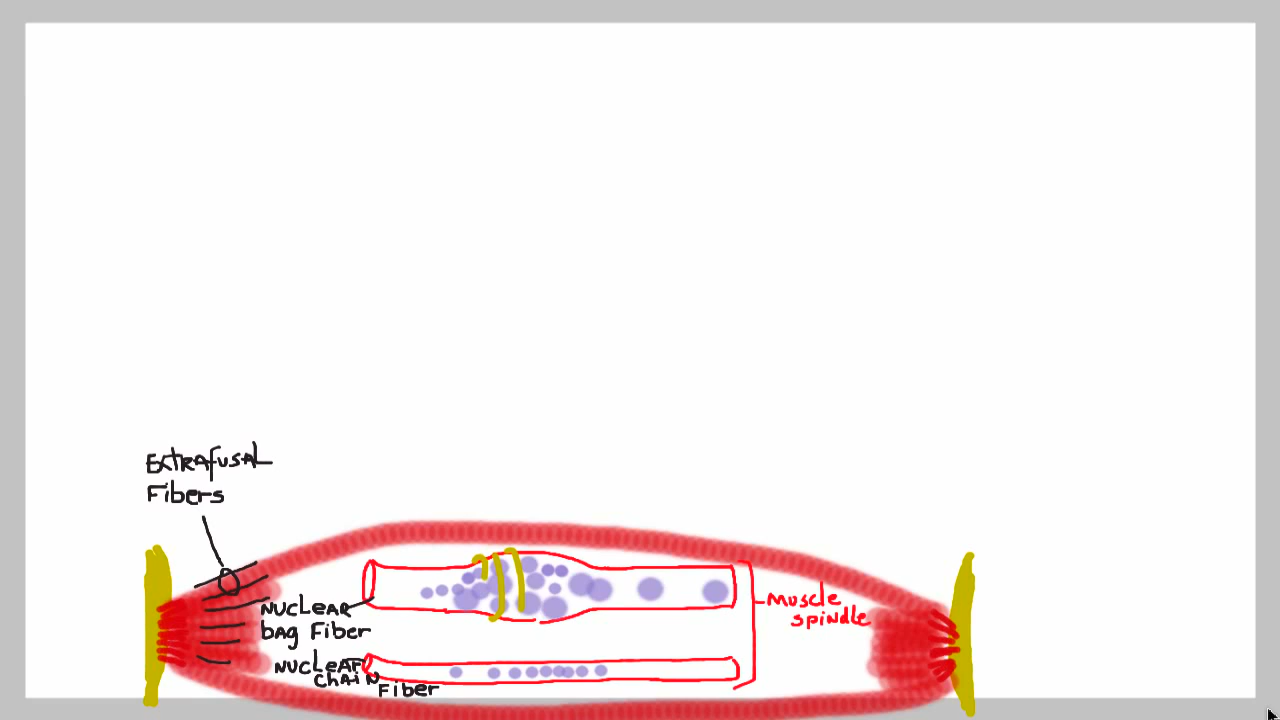 Extrafusal
Fibers
Nuclear
bag Fiber
Nuclear
chain
Fiber
Muscle
spindle